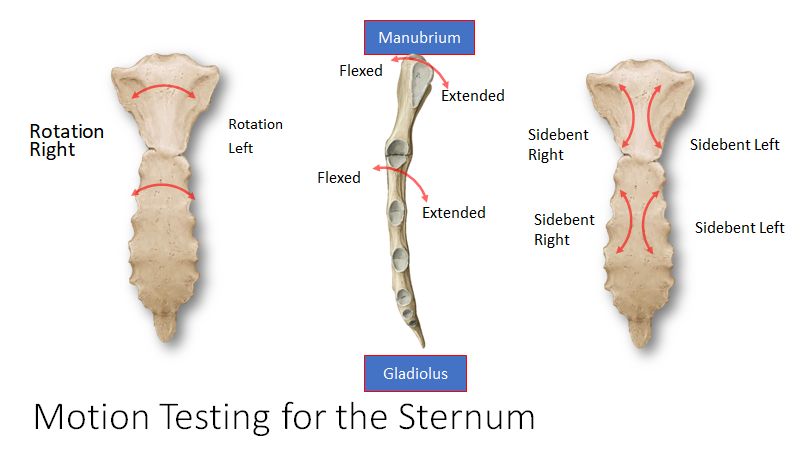 Manubrium
Flexed
Extended
Rotation
Right
Rotation
Left
Flexed
Extended
Sidebent
Right
Sidebent Left
Sidebent
Right
Sidebent Left
Gladiolus
Motion Testing for the Sternum